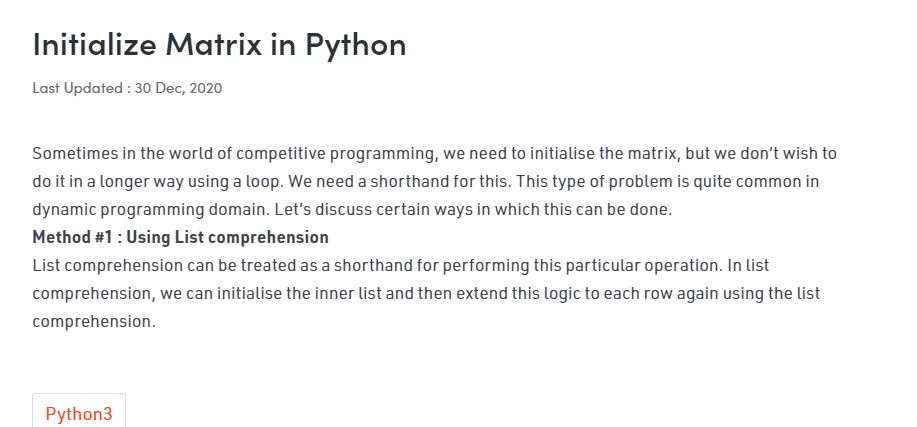 Initialize Matrix in Python
Last Updated : 30 Dec, 2020
Sometimes in the world of competitive programming, we need to initialise the matrix, but we don’t wish to
do it in a longer way using a loop. We need a shorthand for this. This type of problem is quite common in
dynamic programming domain. Let’s discuss certain ways in which this can be done.
Method #1 : Using List comprehension
List comprehension can be treated as a shorthand for performing this particular operation. In list
comprehension, we can initialise the inner list and then extend this logic to each row again using the list
comprehension.
Python3